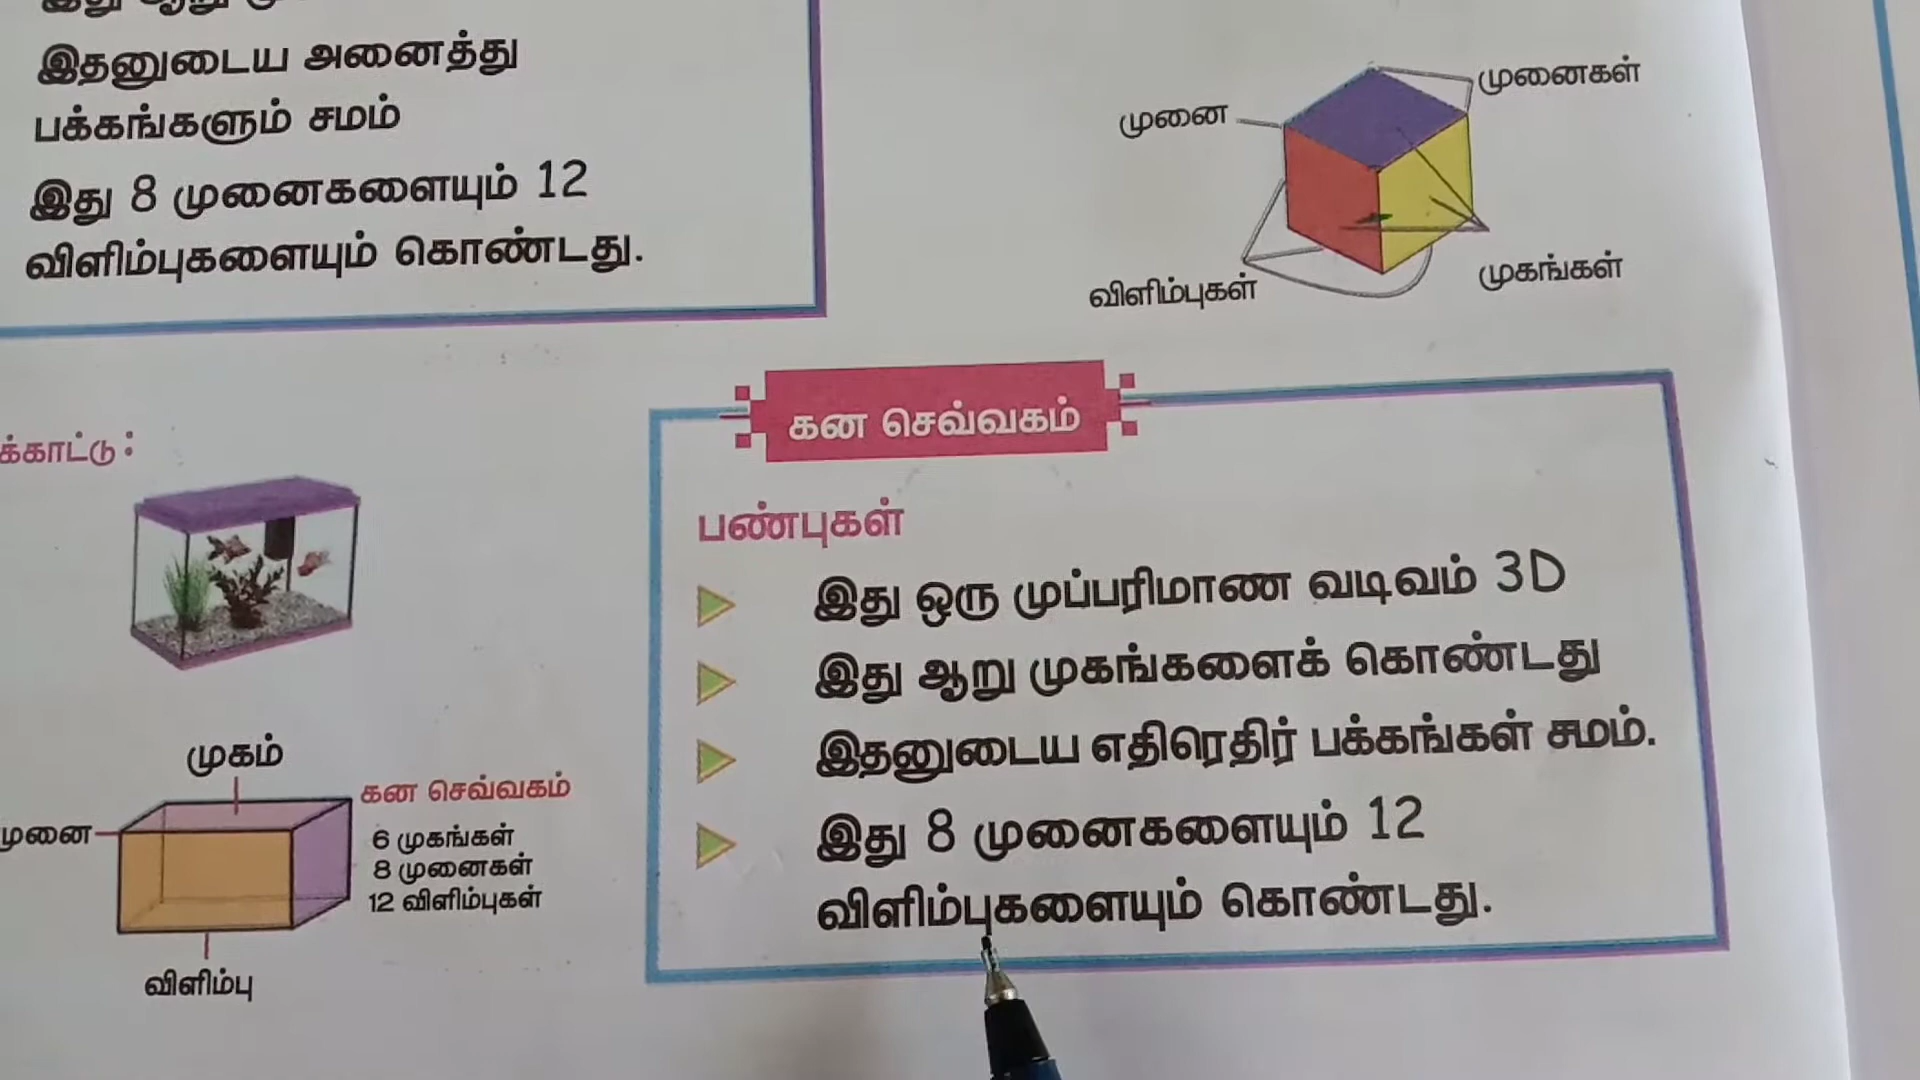 இதனுடைய அனைத்து
பக்கங்களும் சமம்
இது 8 முனைகளையும் 12
விளிம்புகளையும் கொண்டது.
முனை
முனைகள்
விளிம்புகள்
முகங்கள்
க்காட்டு :
முகம்
முனை
கன செவ்வகம்
6 முகங்கள்
8 முனைகள்
12 விளிம்புகள்
விளிம்பு
கன செவ்வகம்
பண்புகள்
இது ஒரு முப்பரிமாண வடிவம் 3D
இது ஆறு முகங்களைக் கொண்டது
இதனுடைய எதிரெதிர் பக்கங்கள் சமம்.
இது 8 முனைகளையும் 12
விளிம்புகளையும் கொண்டது.